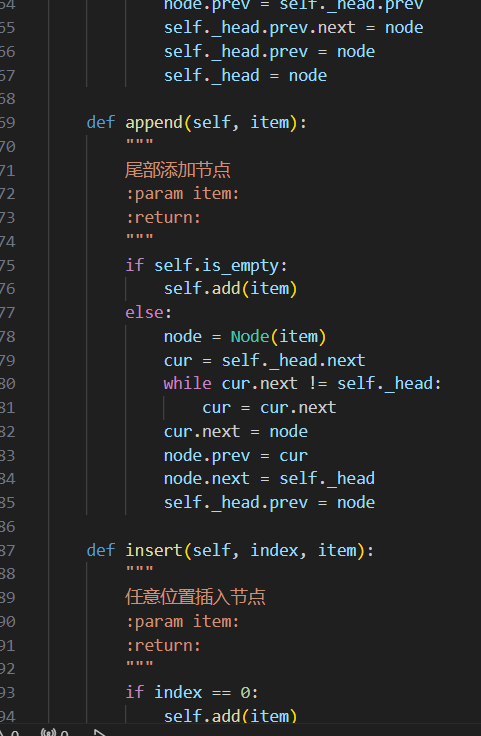 64 node.prev = self._head.prev
65 self._head.prev.next = node
66 self._head.prev = node
67 self._head = node
68
69 def append(self, item):
70 """
71 尾部添加节点
72 :param item:
73 :return:
74 """
75 if self.is_empty:
76 self.add(item)
77 else:
78 node = Node(item)
79 cur = self._head.next
80 while cur.next != self._head:
81 cur = cur.next
82 cur.next = node
83 node.prev = cur
84 node.next = self._head
85 self._head.prev = node
86
87 def insert(self, index, item):
88 """
89 任意位置插入节点
90 :param item:
91 :return:
92 """
93 if index == 0:
94 self.add(item)
0 0